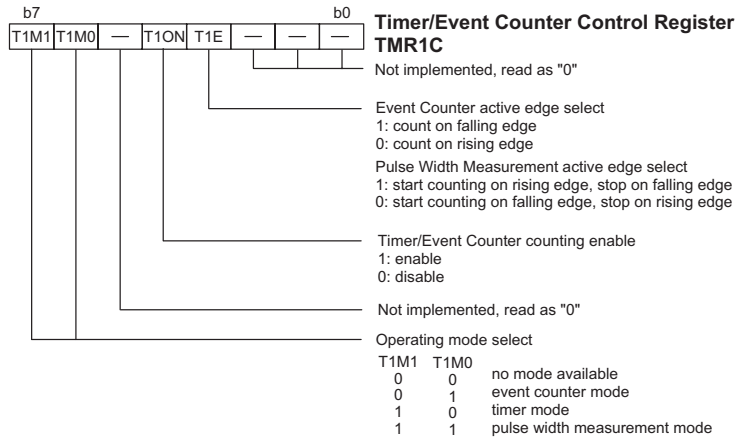 b7 b0
T1M1 T1M0 — T1ON T1E — — —
Timer/Event Counter Control Register
TMR1C
Not implemented, read as "0"
Event Counter active edge select
1: count on falling edge
0: count on rising edge
Pulse Width Measurement active edge select
1: start counting on rising edge, stop on falling edge
0: start counting on falling edge, stop on rising edge
Timer/Event Counter counting enable
1: enable
0: disable
Not implemented, read as "0"
Operating mode select
T1M1 T1M0
0 0 no mode available
0 1 event counter mode
1 0 timer mode
1 1 pulse width measurement mode